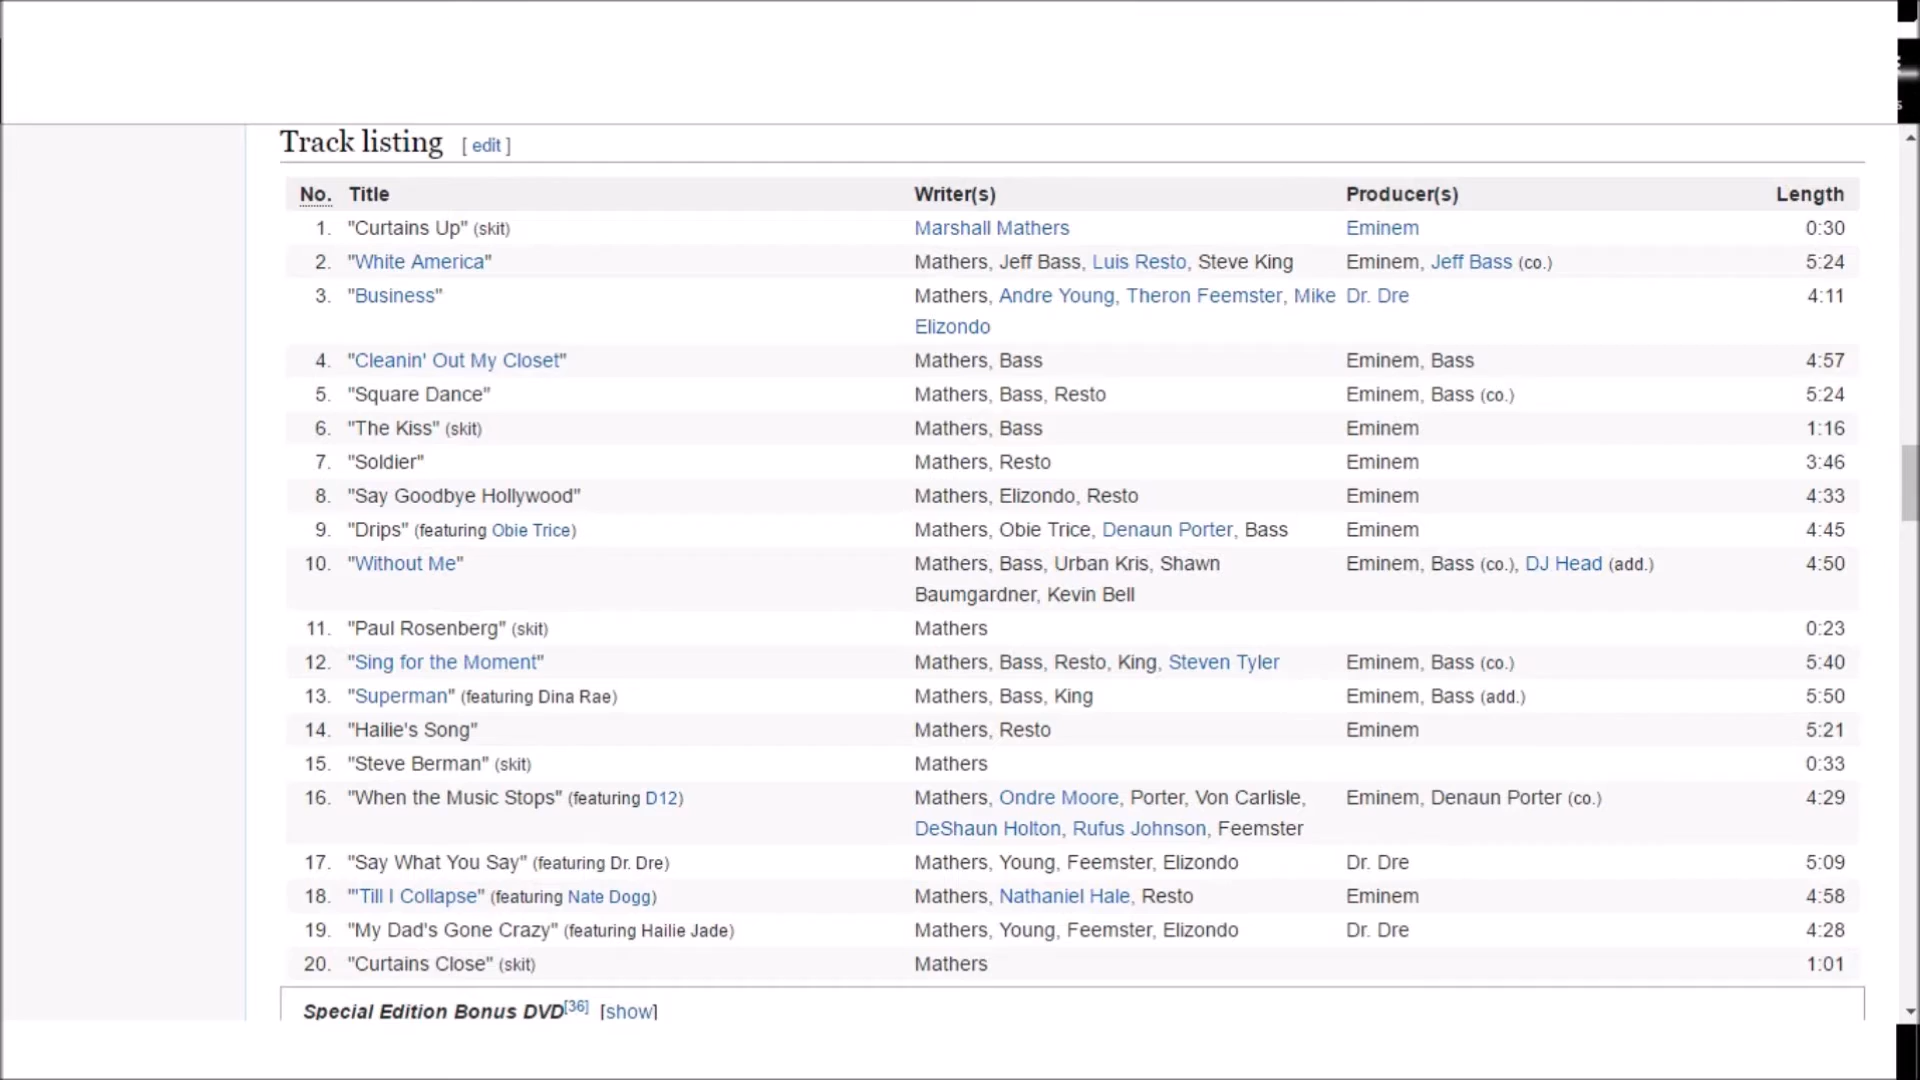 Track listing [ edit ]
No. Title Writer(s) Producer(s) Length
1. "Curtains Up" (skit) Marshall Mathers Eminem 0:30
2. "White America" Mathers, Jeff Bass, Luis Resto, Steve King Eminem, Jeff Bass (co.) 5:24
3. "Business" Mathers, Andre Young, Theron Feemster, Mike Dr. Dre 4:11
Elizondo
4. "Cleanin' Out My Closet" Mathers, Bass Eminem, Bass 4:57
5. "Square Dance" Mathers, Bass, Resto Eminem, Bass (co.) 5:24
6. "The Kiss" (skit) Mathers, Bass Eminem 1:16
7. "Soldier" Mathers, Resto Eminem 3:46
8. "Say Goodbye Hollywood" Mathers, Elizondo, Resto Eminem 4:33
9. "Drips" (featuring Obie Trice) Mathers, Obie Trice, Denaun Porter, Bass Eminem 4:45
10. "Without Me" Mathers, Bass, Urban Kris, Shawn Eminem, Bass (co.), DJ Head (add.) 4:50
Baumgardner, Kevin Bell
11. "Paul Rosenberg" (skit) Mathers 0:23
12. "Sing for the Moment" Mathers, Bass, Resto, King, Steven Tyler Eminem, Bass (co.) 5:40
13. "Superman" (featuring Dina Rae) Mathers, Bass, King Eminem, Bass (add.) 5:50
14. "Hailie's Song" Mathers, Resto Eminem 5:21
15. "Steve Berman" (skit) Mathers 0:33
16. "When the Music Stops" (featuring D12) Mathers, Ondre Moore, Porter, Von Carlisle, Eminem, Denaun Porter (co.) 4:29
DeShaun Holton, Rufus Johnson, Feemster
17. "Say What You Say" (featuring Dr. Dre) Mathers, Young, Feemster, Elizondo Dr. Dre 5:09
18. "'Till I Collapse" (featuring Nate Dogg) Mathers, Nathaniel Hale, Resto Eminem 4:58
19. "My Dad's Gone Crazy" (featuring Hailie Jade) Mathers, Young, Feemster, Elizondo Dr. Dre 4:28
20. "Curtains Close" (skit) Mathers 1:01
Special Edition Bonus DVD[36] [show]